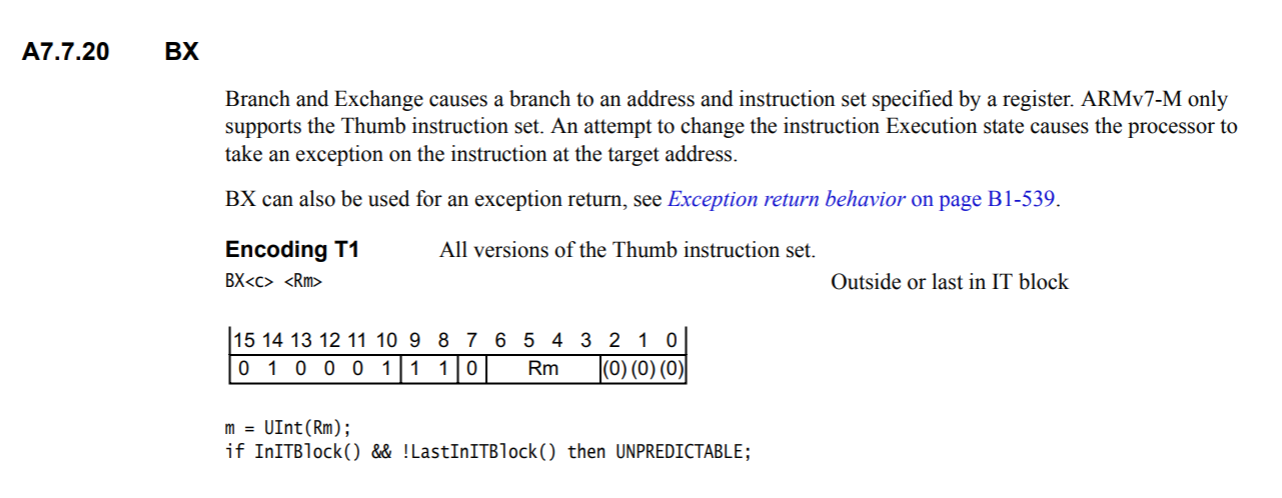 A7.7.20 BX
Branch and Exchange causes a branch to an address and instruction set specified by a register. ARMv7-M only
supports the Thumb instruction set. An attempt to change the instruction Execution state causes the processor to
take an exception on the instruction at the target address.
BX can also be used for an exception return, see Exception return behavior on page B1-539.
Encoding T1 All versions of the Thumb instruction set.
BX<c> <Rm> Outside or last in IT block
15 14 13 12 11 10 9 8 7 6 5 4 3 2 1 0
0 1 0 0 0 1 1 1 0 Rm (0) (0) (0)
m = UInt(Rm);
if InITBlock() && !LastInITBlock() then UNPREDICTABLE;